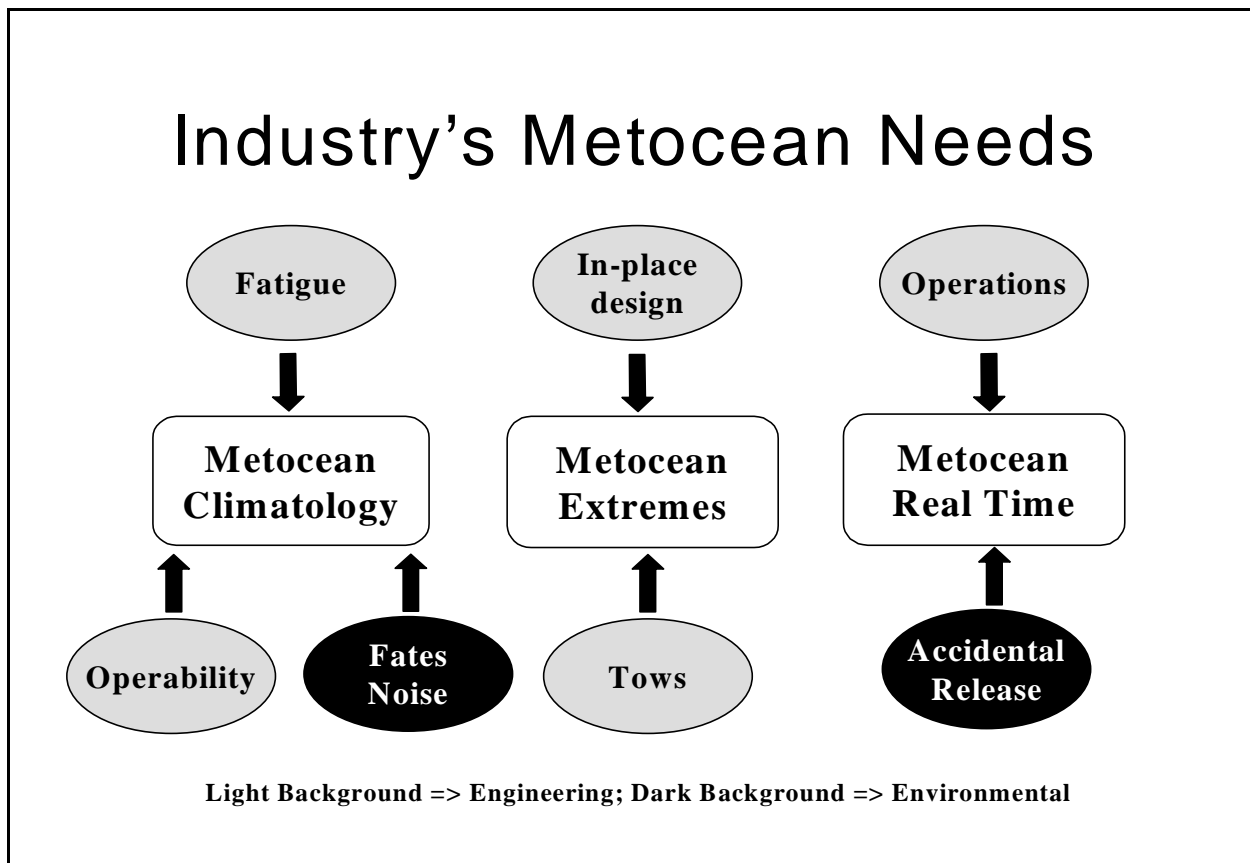 Industry’s Metocean Needs
Fatigue
In-place
design
Operations
Metocean
Climatology
Metocean
Extremes
Metocean
Real Time
Operability
Fates
Noise
Tows
Accidental
Release
Light Background => Engineering; Dark Background => Environmental